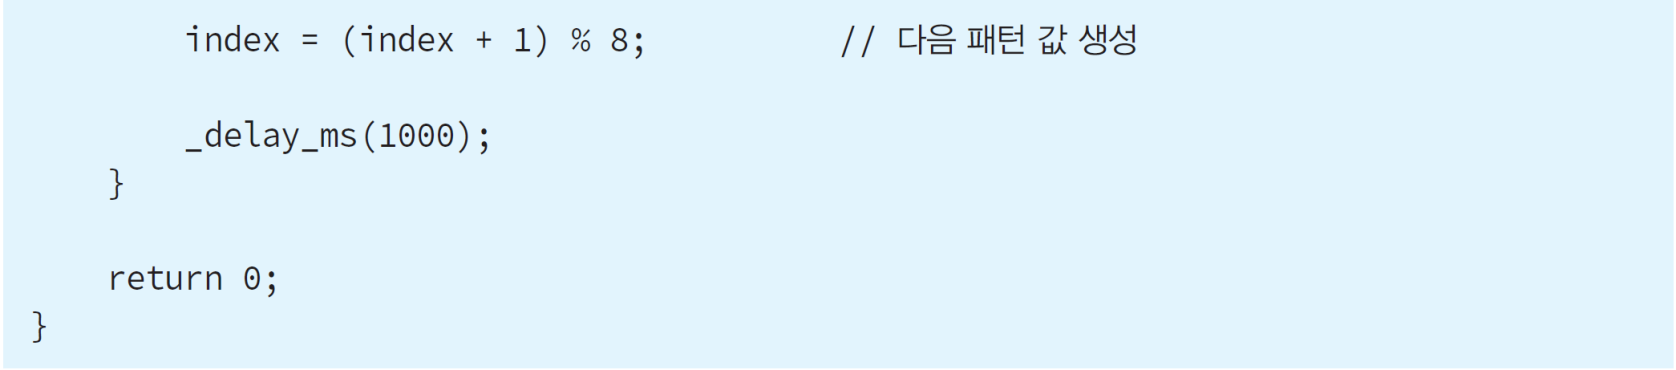 index = (index + 1) % 8;          // 다음 패턴 값 생성
_delay_ms(1000);
}
return 0;
}